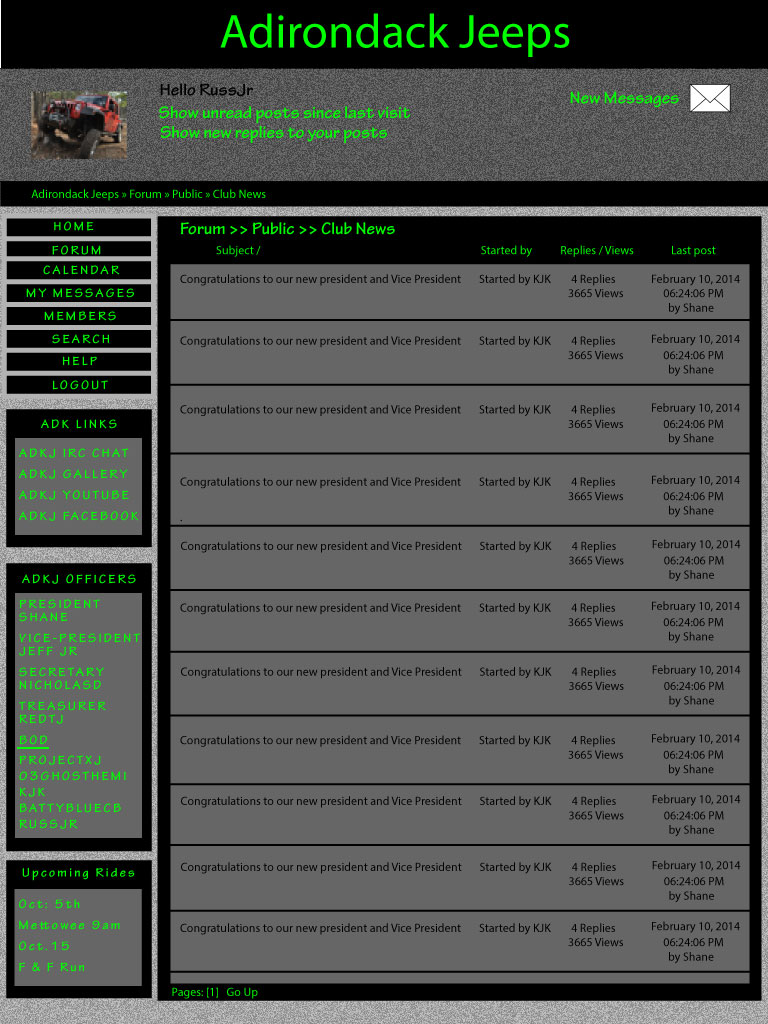 Adirondack Jeeps
Hello RussJr
Show unread posts since last visit
Show new replies to your posts
New Messages
Adirondack Jeeps » Forum » Public » Club News
HOME
FORUM
CALENDAR
MY MESSAGES
MEMBERS
SEARCH
HELP
LOGOUT
ADK LINKS
ADKJ IRC CHAT
ADKJ GALLERY
ADKJ YOUTUBE
ADKJ FACEBOOK
ADKJ OFFICERS
PRESIDENT
SHANE
VICE-PRESIDENT
JEFF JR
SECRETARY
NICHOLASD
TREASURER
REDTJ
BOD
PROJECTXJ
03GHOSTHEMI
KJK
BATTYBLUECB
RUSSJR
Upcoming Rides
Oct: 5th
Mettowee 9am
Oct.15
F & F Run
Forum >> Public >> Club News
Subject / Started by Replies / Views Last post
Congratulations to our new president and Vice President Started by KJK 4 Replies February 10, 2014
3665 Views 06:24:06 PM
by Shane
Congratulations to our new president and Vice President Started by KJK 4 Replies February 10, 2014
3665 Views 06:24:06 PM
by Shane
Congratulations to our new president and Vice President Started by KJK 4 Replies February 10, 2014
3665 Views 06:24:06 PM
by Shane
Congratulations to our new president and Vice President Started by KJK 4 Replies February 10, 2014
3665 Views 06:24:06 PM
. by Shane
Congratulations to our new president and Vice President Started by KJK 4 Replies February 10, 2014
3665 Views 06:24:06 PM
by Shane
Congratulations to our new president and Vice President Started by KJK 4 Replies February 10, 2014
3665 Views 06:24:06 PM
by Shane
Congratulations to our new president and Vice President Started by KJK 4 Replies February 10, 2014
3665 Views 06:24:06 PM
by Shane
Congratulations to our new president and Vice President Started by KJK 4 Replies February 10, 2014
3665 Views 06:24:06 PM
by Shane
Congratulations to our new president and Vice President Started by KJK 4 Replies February 10, 2014
3665 Views 06:24:06 PM
by Shane
Congratulations to our new president and Vice President Started by KJK 4 Replies February 10, 2014
3665 Views 06:24:06 PM
by Shane
Congratulations to our new president and Vice President Started by KJK 4 Replies February 10, 2014
3665 Views 06:24:06 PM
by Shane
Pages: [1] Go Up